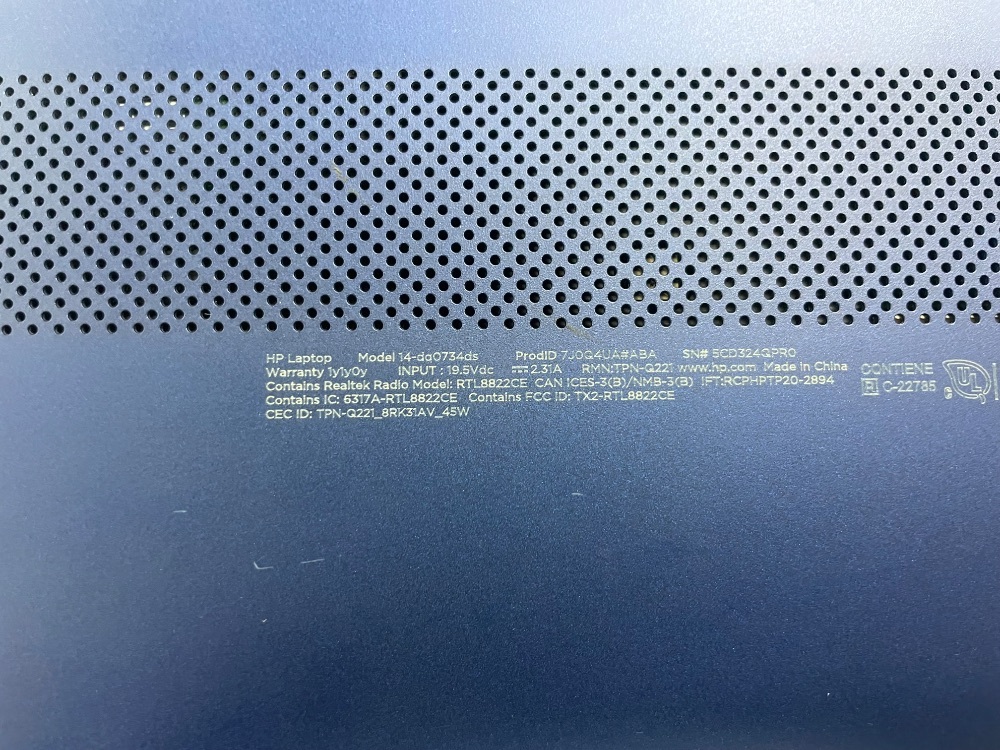 HP Laptop Model 14-dq0734ds ProdID 7J0Q4UA#ABA SN# 5CD324QPR0
Warranty 1y1y0y INPUT : 19.5Vdc ⎓ 2.31A RMN:TPN-Q221 www.hp.com Made in China
Contains Realtek Radio Model: RTL8822CE CAN ICES-3(B)/NMB-3(B) IFT:RCPHPTP20-2894
Contains IC: 6317A-RTL8822CE Contains FCC ID: TX2-RTL8822CE
CEC ID: TPN-Q221_8RK31AV_45W
CONTIENE
C-22785
c UL